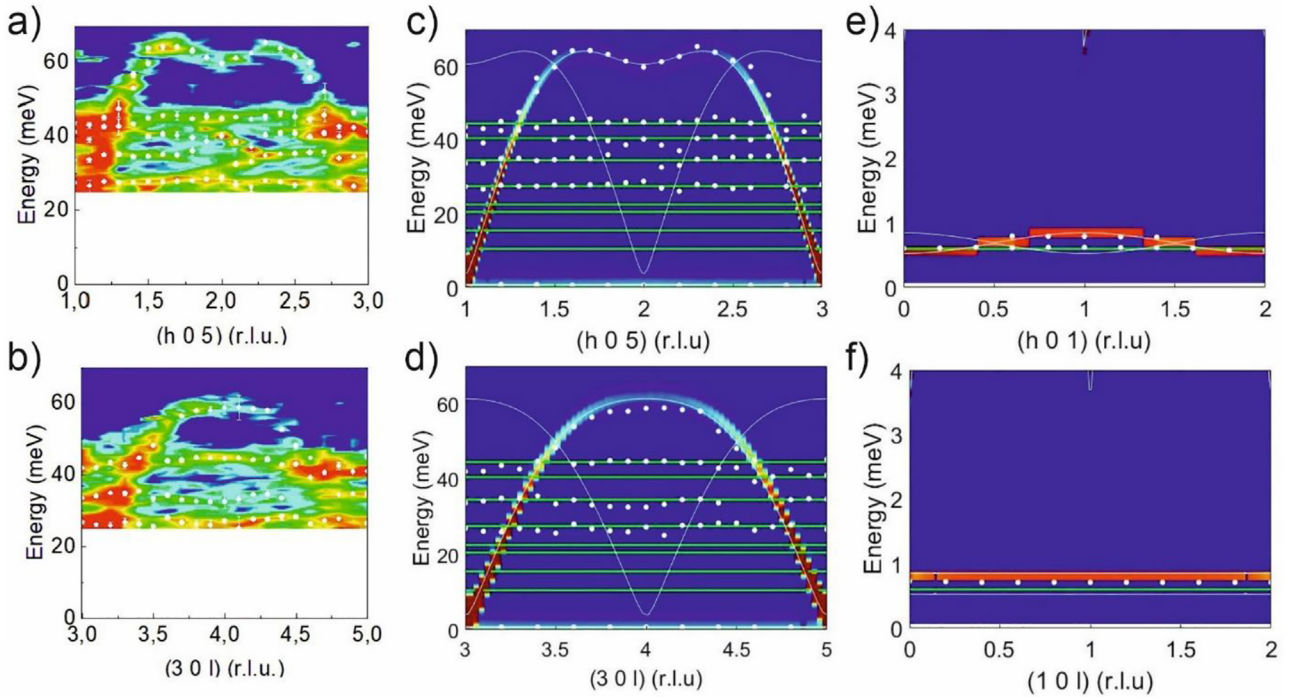 a)
Energy (meV)
60
40
20
0
1,0 1,5 2,0 2,5 3,0
(h 0 5) (r.l.u.)
b)
Energy (meV)
60
40
20
0
3,0 3,5 4,0 4,5 5,0
(3 0 l) (r.l.u.)
c)
Energy (meV)
60
40
20
0
1 1.5 2 2.5 3
(h 0 5) (r.l.u)
d)
Energy (meV)
60
40
20
0
3 3.5 4 4.5 5
(3 0 l) (r.l.u)
e)
Energy (meV)
4
3
2
1
0
0 0.5 1 1.5 2
(h 0 1) (r.l.u)
f)
Energy (meV)
4
3
2
1
0
0 0.5 1 1.5 2
(1 0 l) (r.l.u)